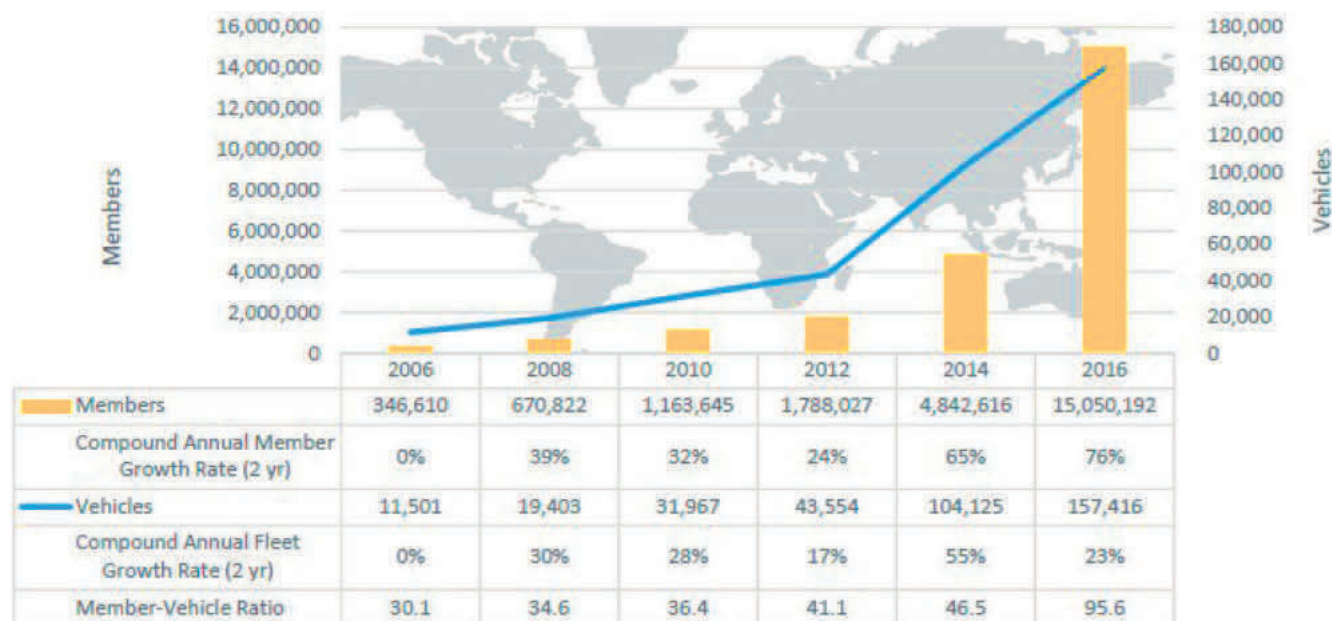 16,000,000
14,000,000
12,000,000
10,000,000
8,000,000
6,000,000
4,000,000
2,000,000
0
Members
180,000
160,000
140,000
120,000
100,000
80,000
60,000
40,000
20,000
0
Vehicles
2006 2008 2010 2012 2014 2016
Members 346,610 670,822 1,163,645 1,788,027 4,842,616 15,050,192
Compound Annual Member
Growth Rate (2 yr) 0% 39% 32% 24% 65% 76%
Vehicles 11,501 19,403 31,967 43,554 104,125 157,416
Compound Annual Fleet
Growth Rate (2 yr) 0% 30% 28% 17% 55% 23%
Member-Vehicle Ratio 30.1 34.6 36.4 41.1 46.5 95.6